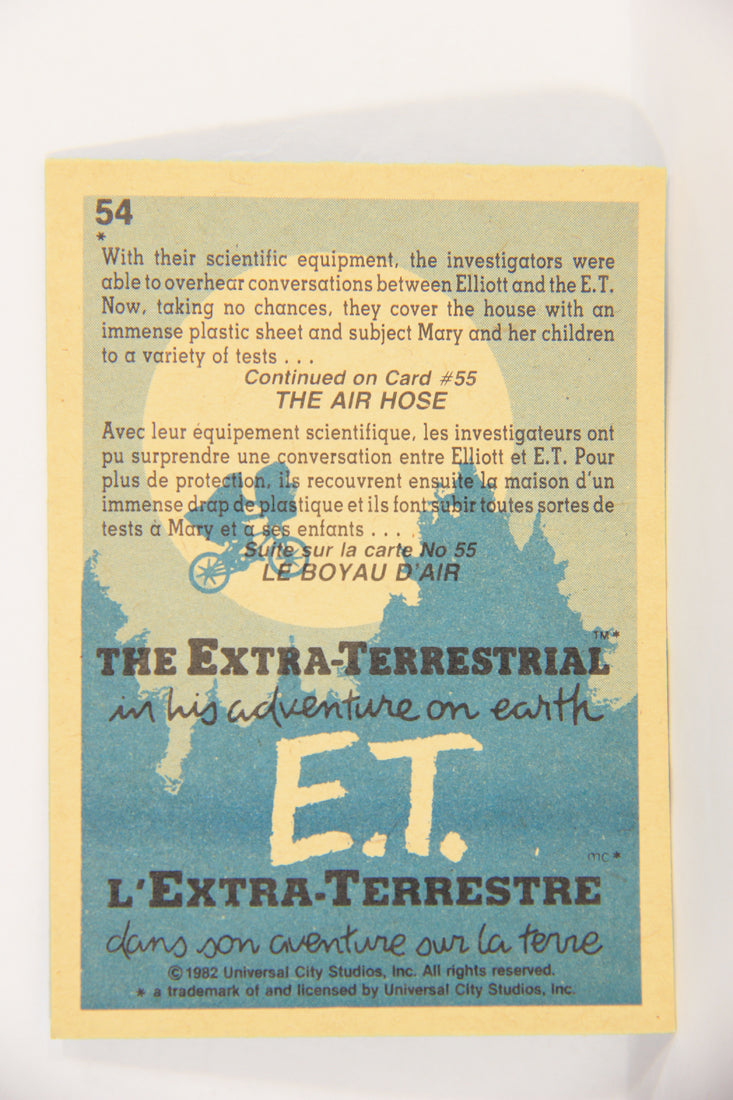 54
*
With their scientific equipment, the investigators were
able to overhear conversations between Elliott and the E.T.
Now, taking no chances, they cover the house with an
immense plastic sheet and subject Mary and her children
to a variety of tests . . .
Continued on Card #55
THE AIR HOSE
Avec leur équipement scientifique, les investigateurs ont
pu surprendre une conversation entre Elliott et E.T. Pour
plus de protection, ils recouvrent ensuite la maison d'un
immense drap de plastique et ils font subir toutes sortes de
tests à Mary et à ses enfants . . . .
Suite sur la carte No 55
LE BOYAU D'AIR
THE EXTRA-TERRESTRIAL TM*
in his adventure on earth
E.T.
MC*
L'EXTRA-TERRESTRE
dans son aventure sur la terre
© 1982 Universal City Studios, Inc. All rights reserved.
* a trademark of and licensed by Universal City Studios, Inc.